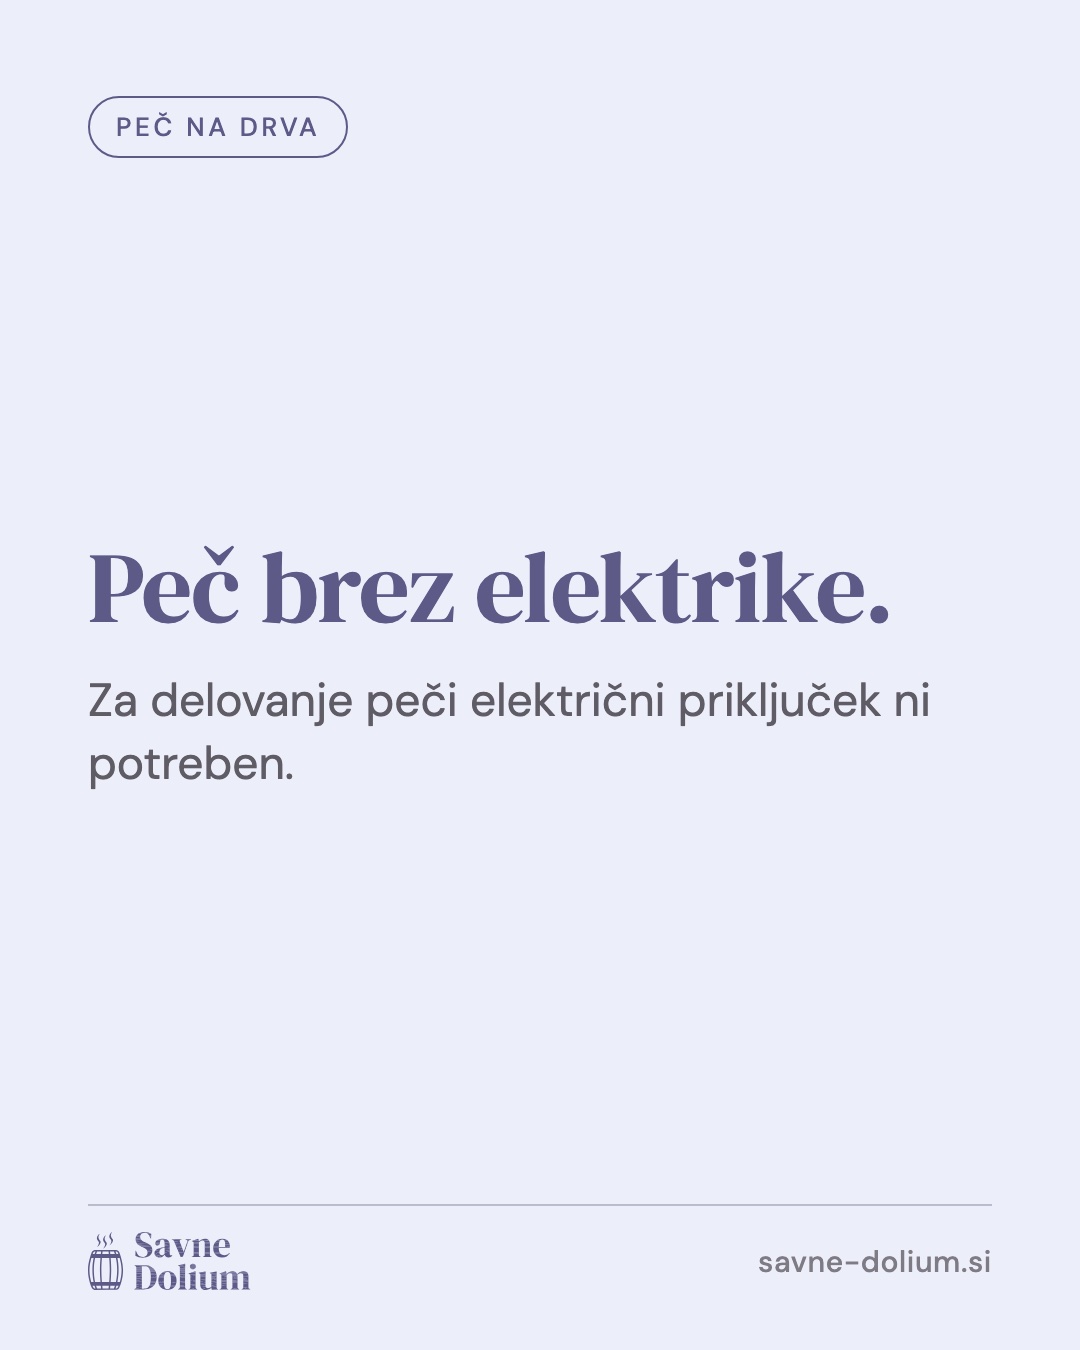 PEČ NA DRVA
Peč brez elektrike.
Za delovanje peči električni priključek ni
potreben.
Savne
Dolium
savne-dolium.si